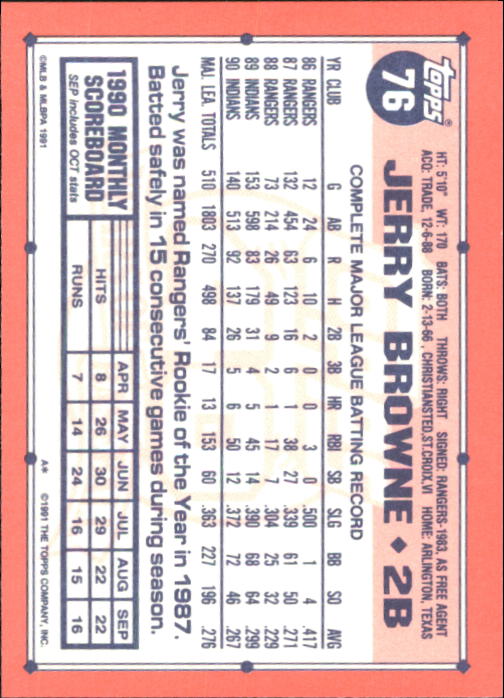 Topps®
76
JERRY BROWNE ♦ 2B
HT: 5'10" WT: 170 BATS: BOTH THROWS: RIGHT SIGNED: RANGERS-1983, AS FREE AGENT
ACQ: TRADE, 12-6-88 BORN: 2-13-66, CHRISTIANSTED, ST.CROIX, VI HOME: ARLINGTON, TEXAS
COMPLETE MAJOR LEAGUE BATTING RECORD
YR CLUB G AB R H 2B 3B HR RBI SB SLG BB SO AVG
86 RANGERS 12 24 6 10 2 0 0 3 0 .500 1 4 .417
87 RANGERS 132 454 63 123 16 6 1 38 27 .339 61 50 .271
88 RANGERS 73 214 26 49 9 2 1 17 7 .304 25 32 .229
89 INDIANS 153 598 83 179 31 4 5 45 14 .390 68 64 .299
90 INDIANS 140 513 92 137 26 5 6 50 12 .372 72 46 .267
MAJ. LEA. TOTALS 510 1803 270 498 84 17 13 153 60 .363 227 196 .276
Jerry was named Rangers' Rookie of the Year in 1987.
Batted safely in 15 consecutive games during season.
1990 MONTHLY
SCOREBOARD
SEP includes OCT stats
APR MAY JUN JUL AUG SEP
HITS 8 26 30 29 22 22
RUNS 7 14 24 16 15 16
©MLB & MLBPA 1991
A* ©1991 THE TOPPS COMPANY, INC.